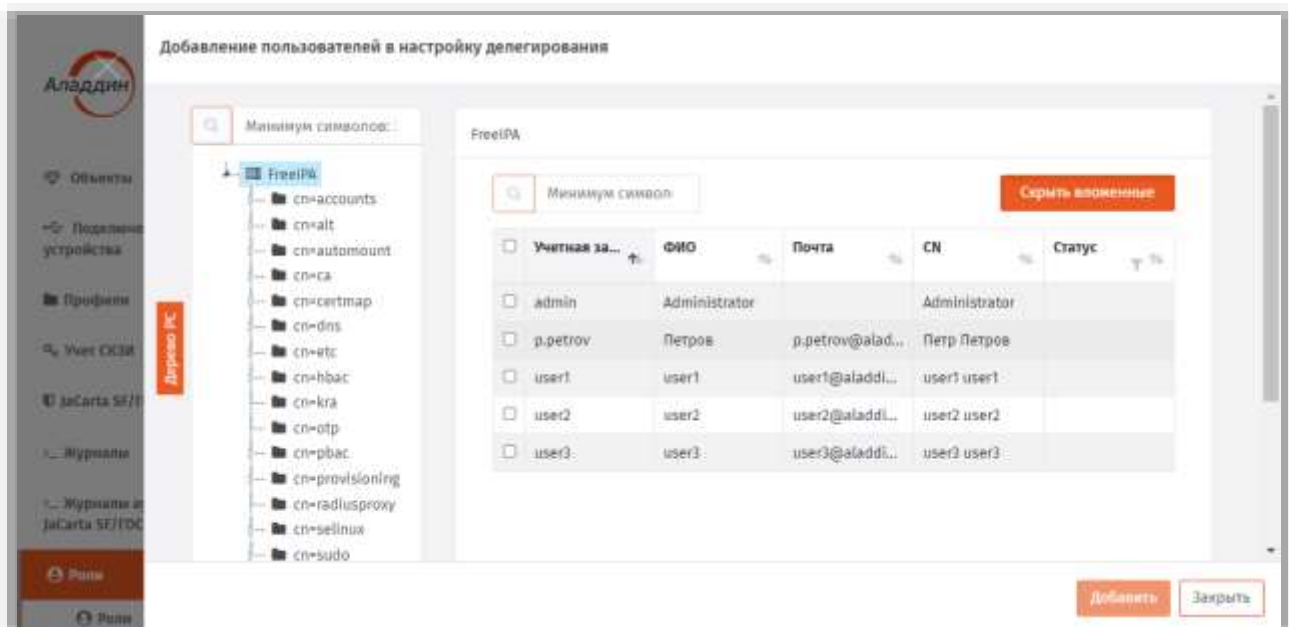 Добавление пользователей в настройку делегирования
Аладдин
Объекты
устройства
Профили
Учет СКЗИ
JaCarta SF/Г
Журналы
Журналы
JaCarta SF/ГОС
Роли
Роли
Дерево РС
Минимум символов:
FreeIPA
cn=accounts
cn=alt
cn=automount
cn=ca
cn=certmap
cn=dns
cn=etc
cn=hbac
cn=kra
cn=otp
cn=pbac
cn=provisioning
cn=radiusproxy
cn=selinux
cn=sudo
FreeIPA
Минимум символ
Скрыть вложенные
Учетная за... ФИО Почта CN Статус
admin Administrator Administrator
p.petrov Петров p.petrov@alad... Петр Петров
user1 user1 user1@aladdi... user1 user1
user2 user2 user2@aladdi... user2 user2
user3 user3 user3@aladdi... user3 user3
Добавить Закрыть